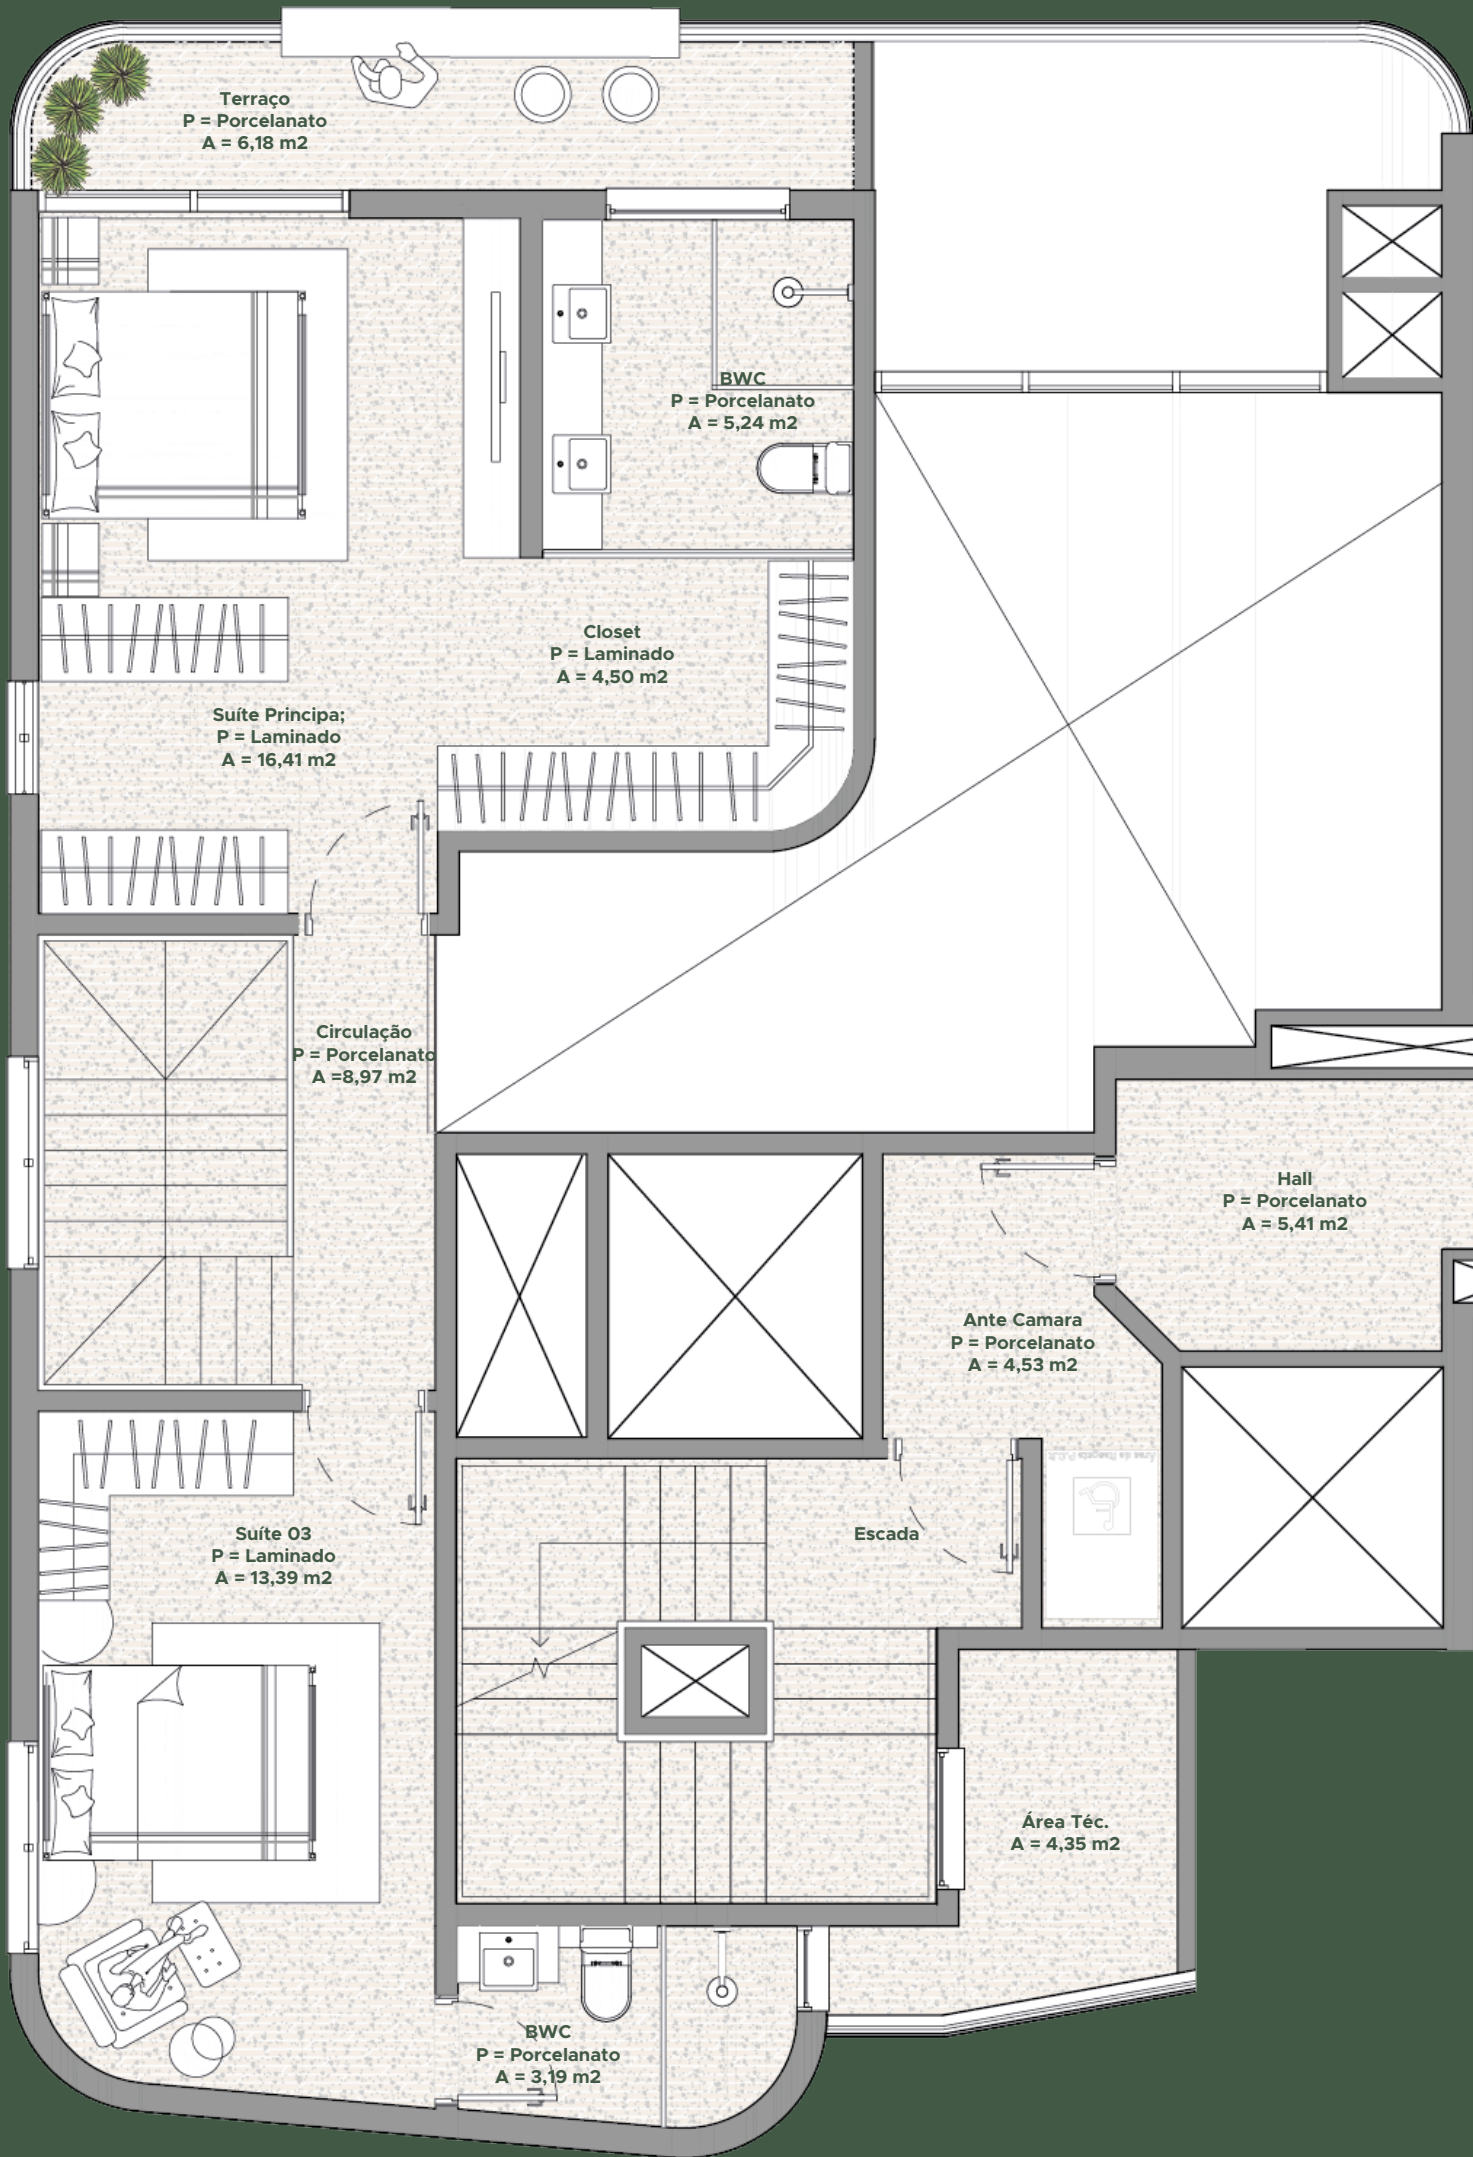 Terraço
P = Porcelanato
A = 6,18 m2
BWC
P = Porcelanato
A = 5,24 m2
Closet
P = Laminado
A = 4,50 m2
Suíte Principa;
P = Laminado
A = 16,41 m2
Circulação
P = Porcelanato
A =8,97 m2
Hall
P = Porcelanato
A = 5,41 m2
Ante Camara
P = Porcelanato
A = 4,53 m2
Suíte 03
P = Laminado
A = 13,39 m2
Escada
Área Téc.
A = 4,35 m2
BWC
P = Porcelanato
A = 3,19 m2